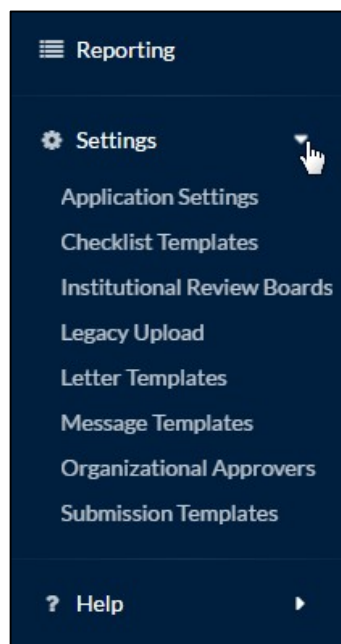 Reporting
Settings
Application Settings
Checklist Templates
Institutional Review Boards
Legacy Upload
Letter Templates
Message Templates
Organizational Approvers
Submission Templates
? Help